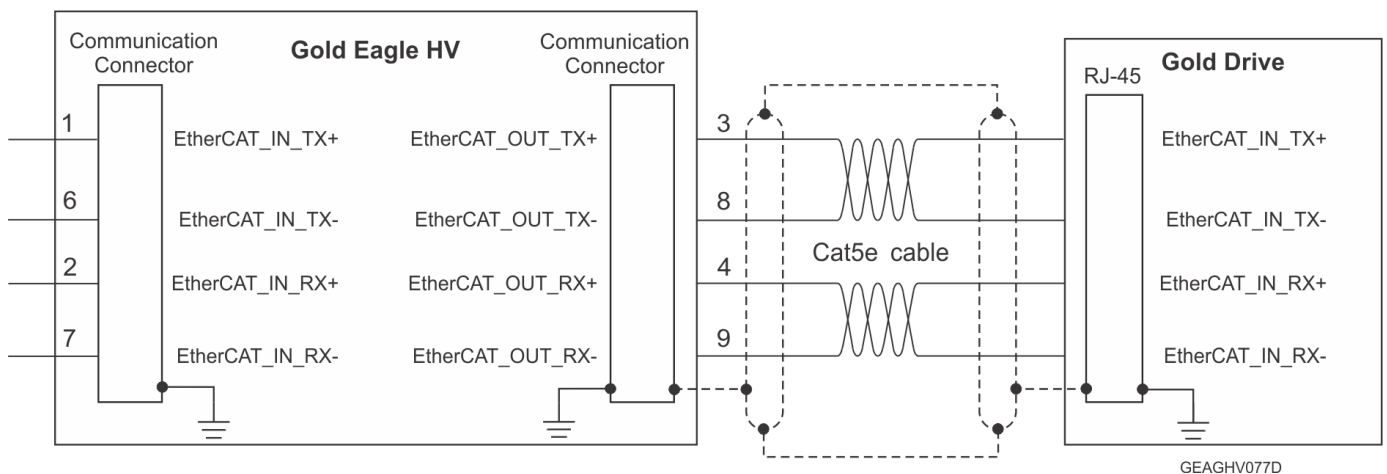 Communication
Connector
Gold Eagle HV
Communication
Connector
Gold Drive
RJ-45
1
EtherCAT_IN_TX+
EtherCAT_OUT_TX+
3
EtherCAT_IN_TX+
6
EtherCAT_IN_TX-
EtherCAT_OUT_TX-
8
EtherCAT_IN_TX-
Cat5e cable
2
EtherCAT_IN_RX+
EtherCAT_OUT_RX+
4
EtherCAT_IN_RX+
7
EtherCAT_IN_RX-
EtherCAT_OUT_RX-
9
EtherCAT_IN_RX-
GEAGHV077D